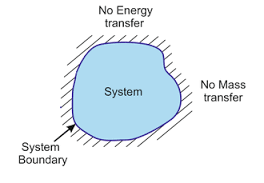 No Energy
transfer
System
No Mass
transfer
System
Boundary